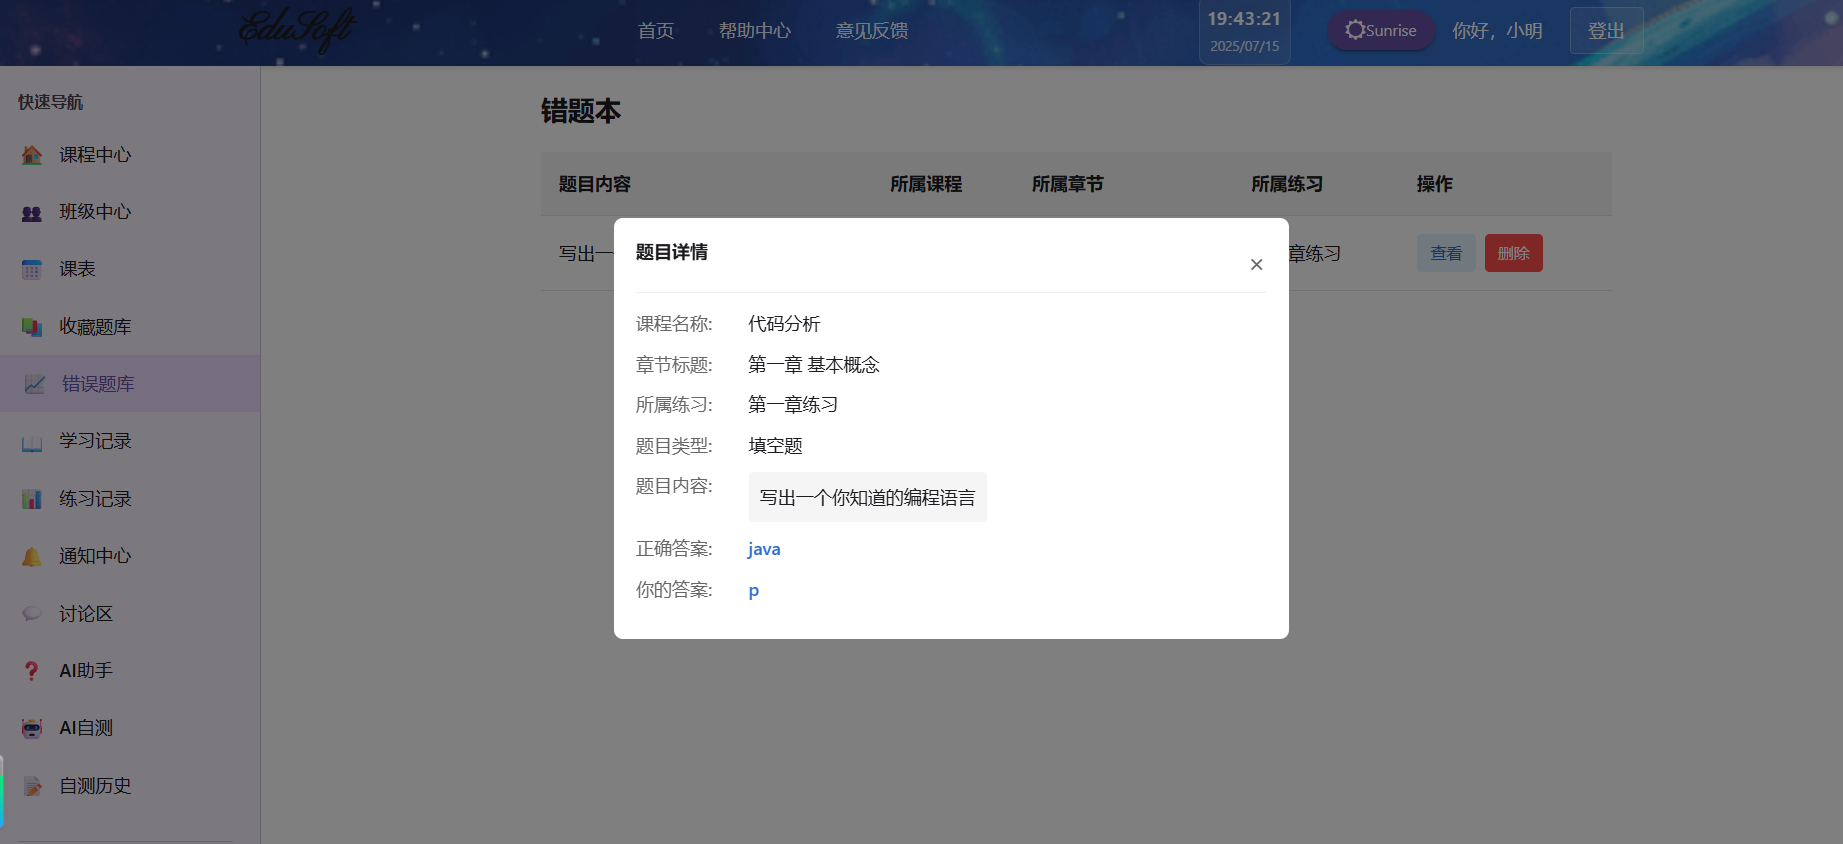 EduSoft
首页 帮助中心 意见反馈
19:43:21
2025/07/15
Sunrise
你好，小明
登出
快速导航
课程中心
班级中心
课表
收藏题库
错误题库
学习记录
练习记录
通知中心
讨论区
AI助手
AI自测
自测历史
错题本
题目内容 所属课程 所属章节 所属练习 操作
写出一 章练习 查看 删除
题目详情
×
课程名称: 代码分析
章节标题: 第一章 基本概念
所属练习: 第一章练习
题目类型: 填空题
题目内容: 写出一个你知道的编程语言
正确答案: java
你的答案: p